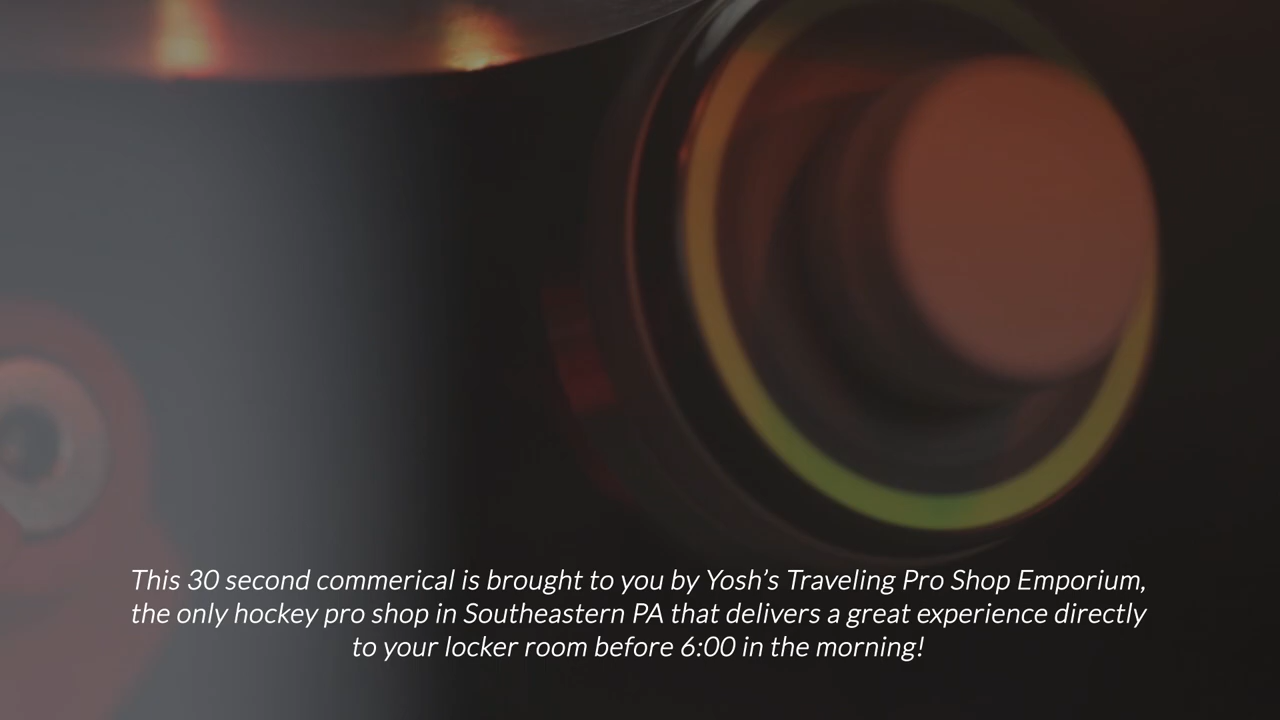 This 30 second commerical is brought to you by Yosh’s Traveling Pro Shop Emporium,
the only hockey pro shop in Southeastern PA that delivers a great experience directly
to your locker room before 6:00 in the morning!